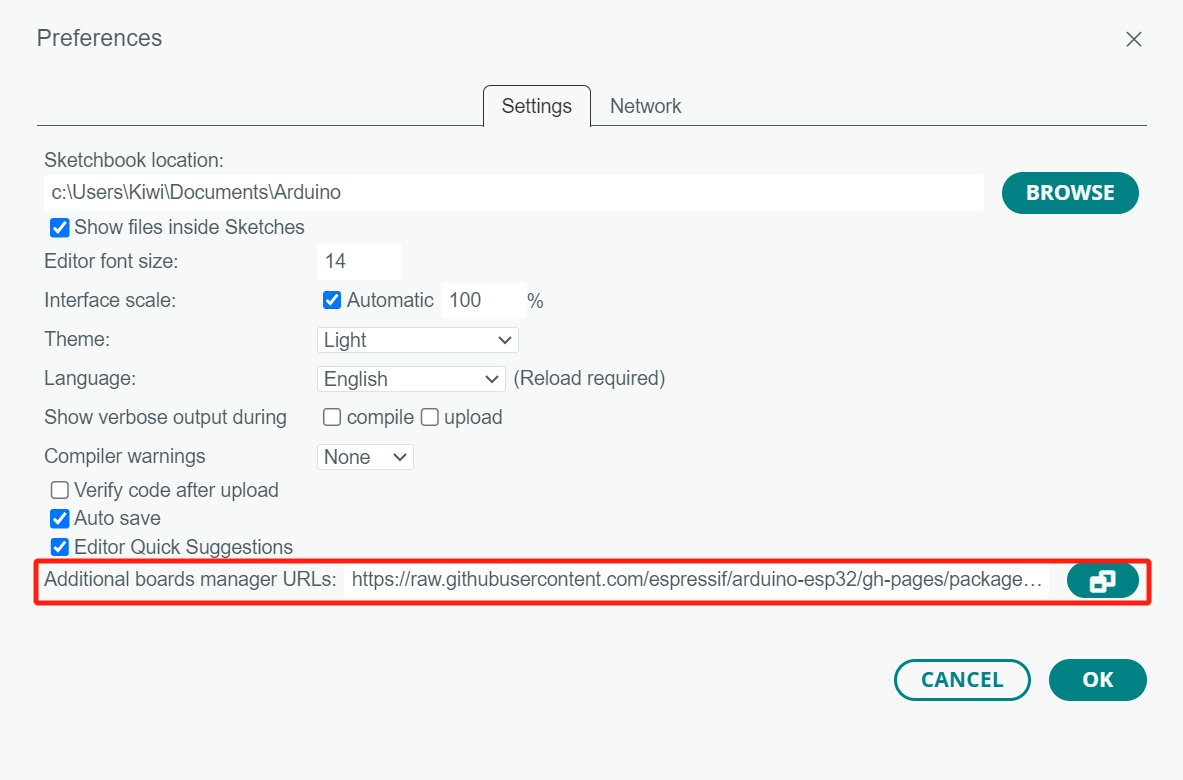 Preferences
Settings Network
Sketchbook location:
c:\Users\Kiwi\Documents\Arduino BROWSE
Show files inside Sketches
Editor font size: 14
Interface scale: Automatic 100 %
Theme: Light
Language: English (Reload required)
Show verbose output during compile upload
Compiler warnings None
Verify code after upload
Auto save
Editor Quick Suggestions
Additional boards manager URLs: https://raw.githubusercontent.com/espressif/arduino-esp32/gh-pages/package…
CANCEL OK